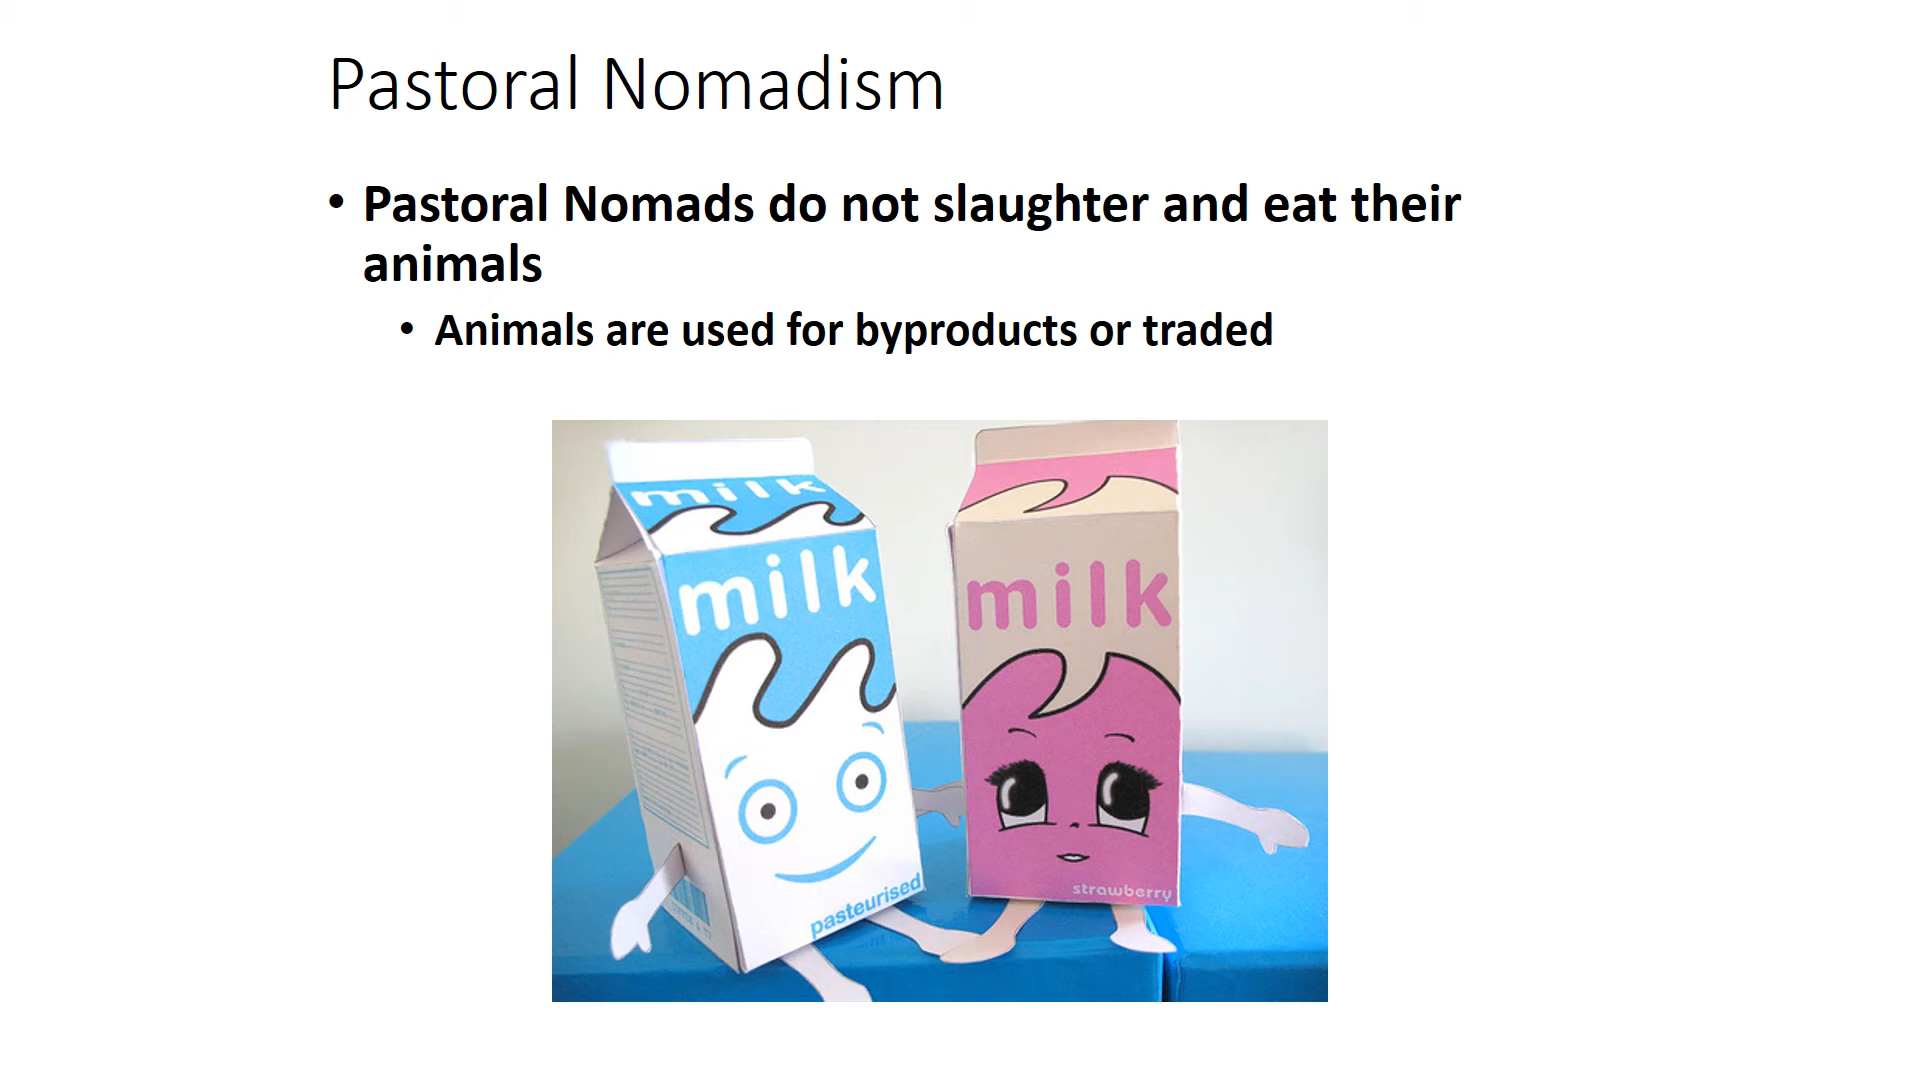 Pastoral Nomadism
• Pastoral Nomads do not slaughter and eat their
animals
• Animals are used for byproducts or traded
milk
milk
pasteurised
milk
strawberry